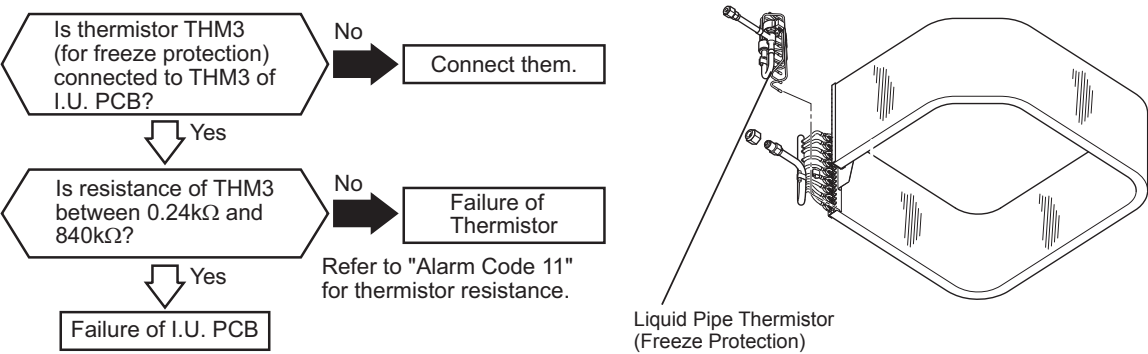 Is thermistor THM3
(for freeze protection)
connected to THM3 of
I.U. PCB?
No
Connect them.
Yes
Is resistance of THM3
between 0.24kΩ and
840kΩ?
No
Failure of
Thermistor
Refer to "Alarm Code 11"
for thermistor resistance.
Yes
Failure of I.U. PCB
Liquid Pipe Thermistor
(Freeze Protection)